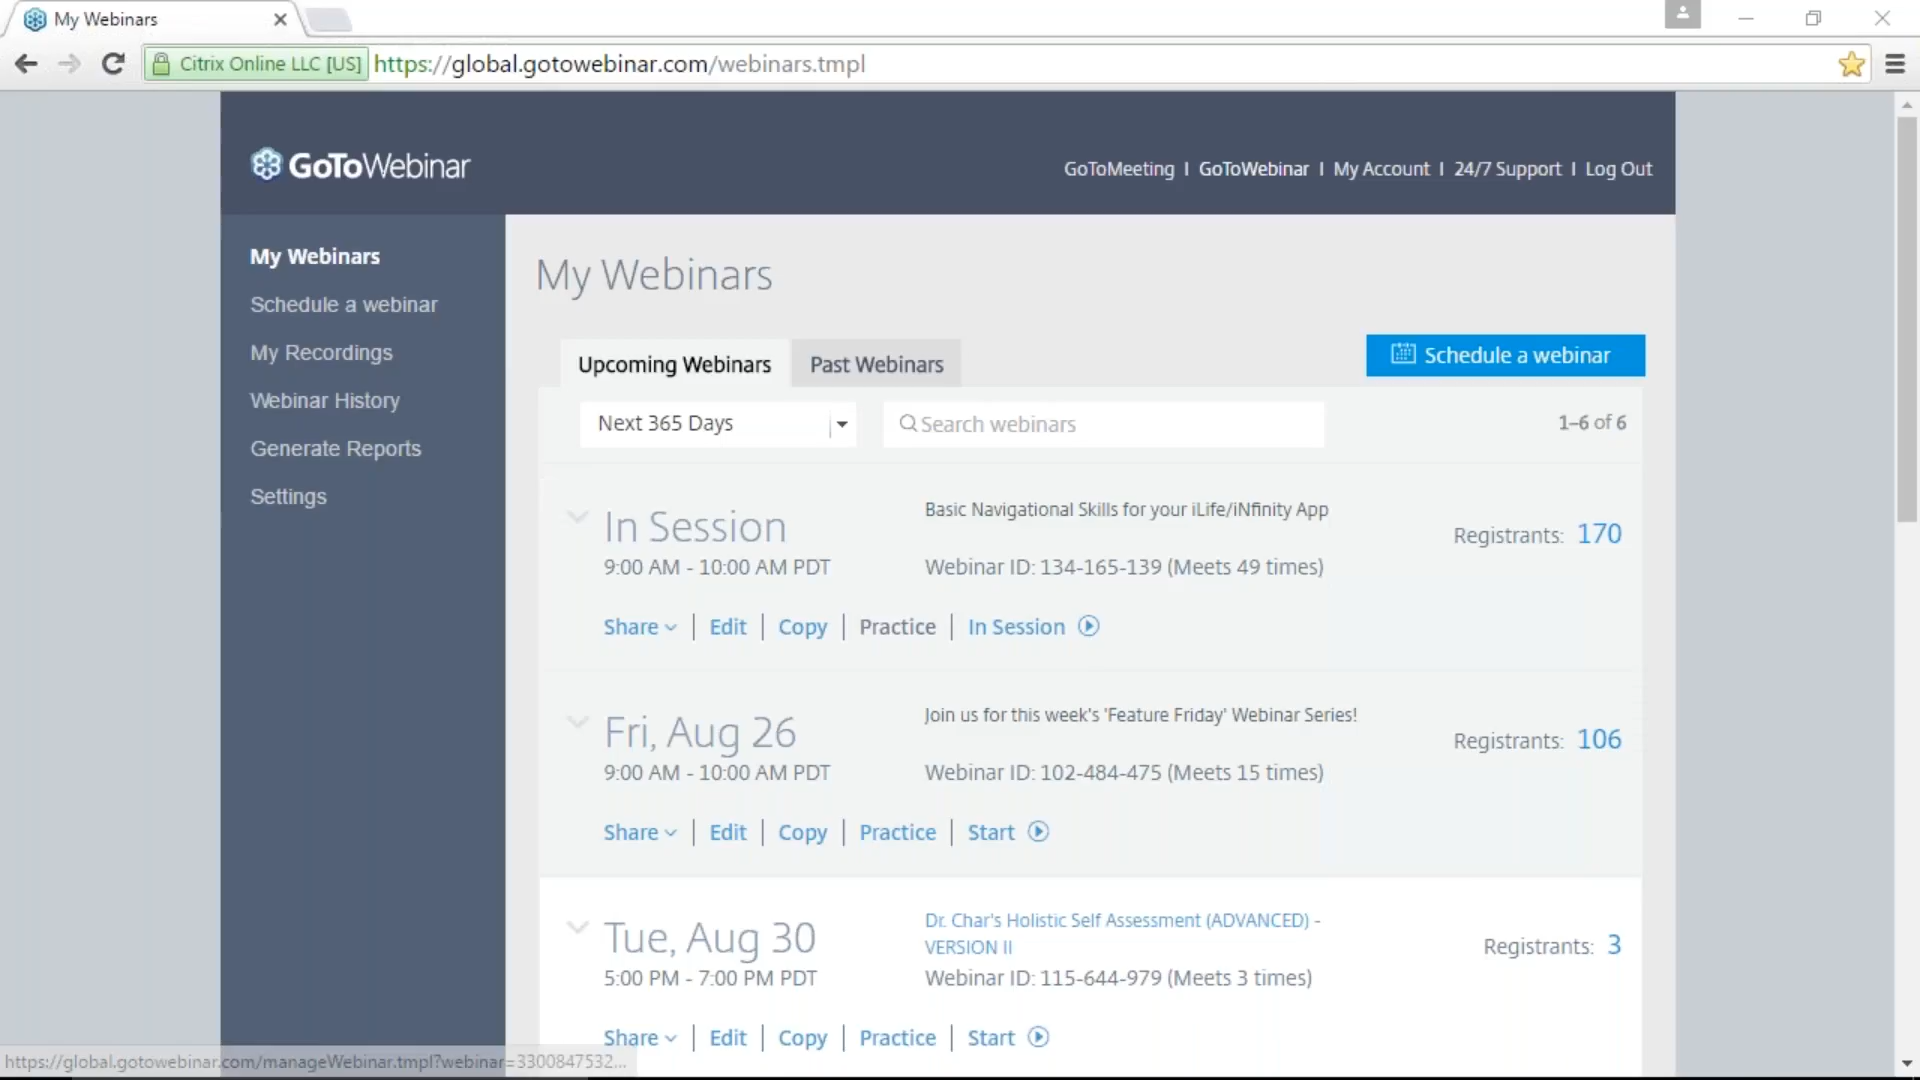 My Webinars
Citrix Online LLC [US] https://global.gotowebinar.com/webinars.tmpl
GoToWebinar
GoToMeeting | GoToWebinar | My Account | 24/7 Support | Log Out
My Webinars
Schedule a webinar
My Recordings
Webinar History
Generate Reports
Settings
My Webinars
Upcoming Webinars
Past Webinars
Schedule a webinar
Next 365 Days
Search webinars
1–6 of 6
In Session
9:00 AM - 10:00 AM PDT
Basic Navigational Skills for your iLife/iNfinity App
Webinar ID: 134-165-139 (Meets 49 times)
Registrants: 170
Share | Edit | Copy | Practice | In Session
Fri, Aug 26
9:00 AM - 10:00 AM PDT
Join us for this week's 'Feature Friday' Webinar Series!
Webinar ID: 102-484-475 (Meets 15 times)
Registrants: 106
Share | Edit | Copy | Practice | Start
Tue, Aug 30
5:00 PM - 7:00 PM PDT
Dr. Char's Holistic Self Assessment (ADVANCED) -
VERSION II
Webinar ID: 115-644-979 (Meets 3 times)
Registrants: 3
Share | Edit | Copy | Practice | Start
https://global.gotowebinar.com/manageWebinar.tmpl?webinar=3300847532...